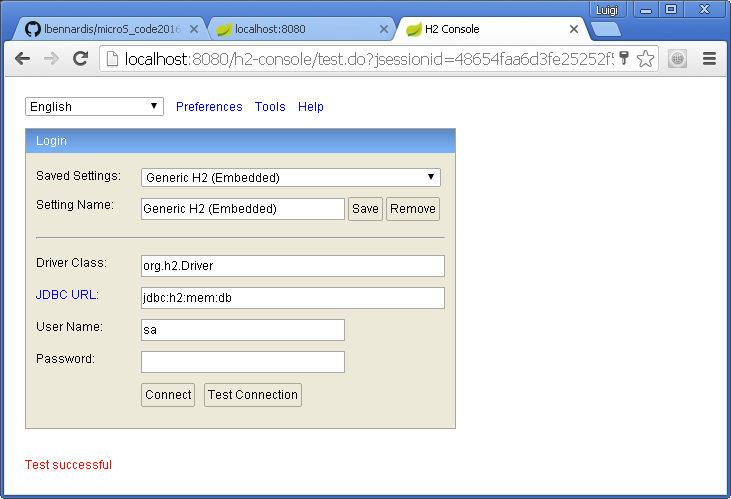 Luigi
lbennardis/microS_code2016
localhost:8080
H2 Console
localhost:8080/h2-console/test.do?jsessionid=48654faa6d3fe25252f5
English
Preferences Tools Help
Login
Saved Settings: Generic H2 (Embedded)
Setting Name: Generic H2 (Embedded) Save Remove
Driver Class: org.h2.Driver
JDBC URL: jdbc:h2:mem:db
User Name: sa
Password:
Connect Test Connection
Test successful